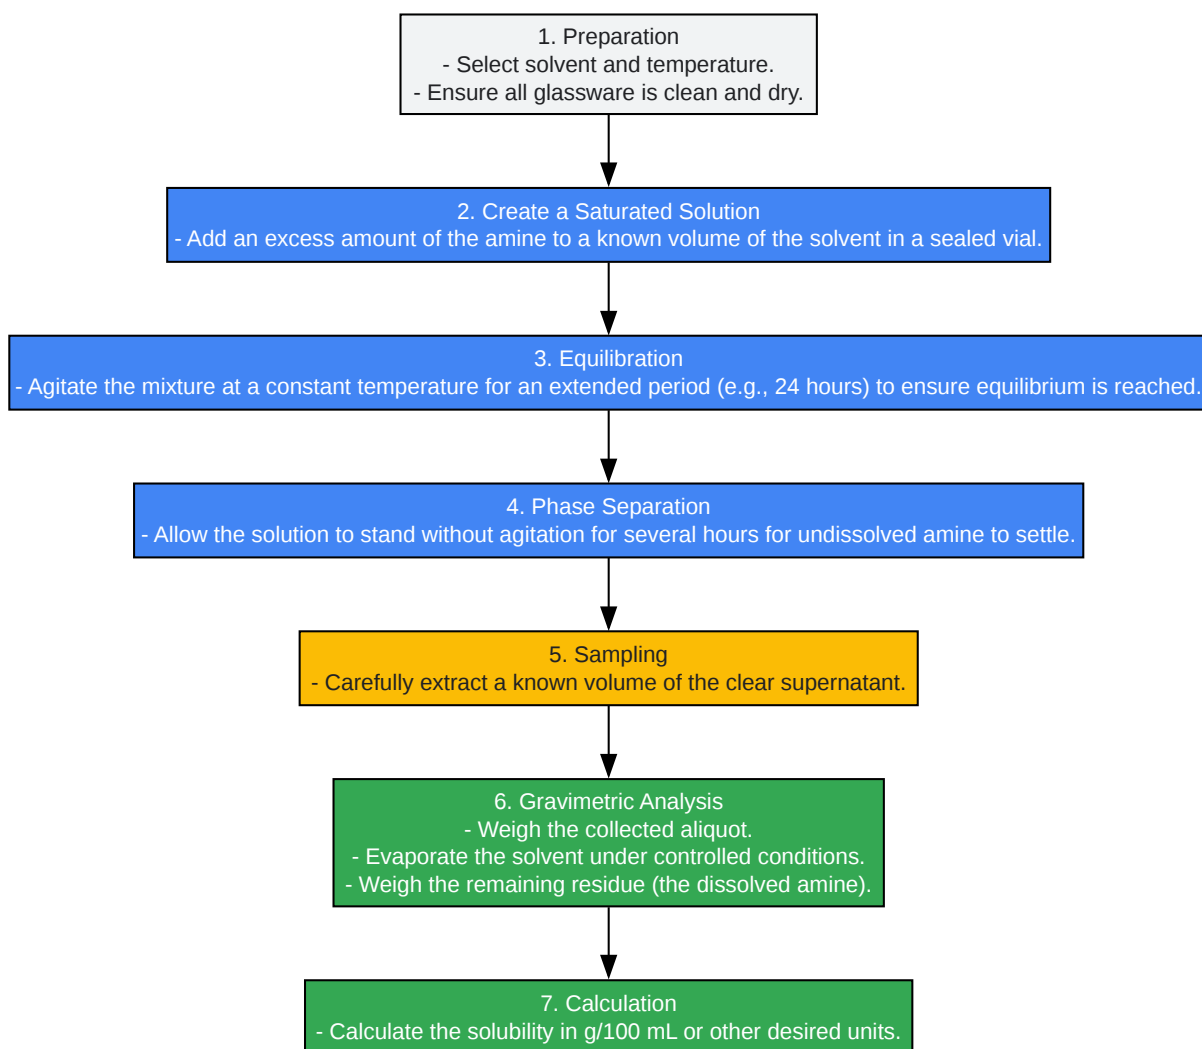 1. Preparation
- Select solvent and temperature.
- Ensure all glassware is clean and dry.
2. Create a Saturated Solution
- Add an excess amount of the amine to a known volume of the solvent in a sealed vial.
3. Equilibration
- Agitate the mixture at a constant temperature for an extended period (e.g., 24 hours) to ensure equilibrium is reached.
4. Phase Separation
- Allow the solution to stand without agitation for several hours for undissolved amine to settle.
5. Sampling
- Carefully extract a known volume of the clear supernatant.
6. Gravimetric Analysis
- Weigh the collected aliquot.
- Evaporate the solvent under controlled conditions.
- Weigh the remaining residue (the dissolved amine).
7. Calculation
- Calculate the solubility in g/100 mL or other desired units.